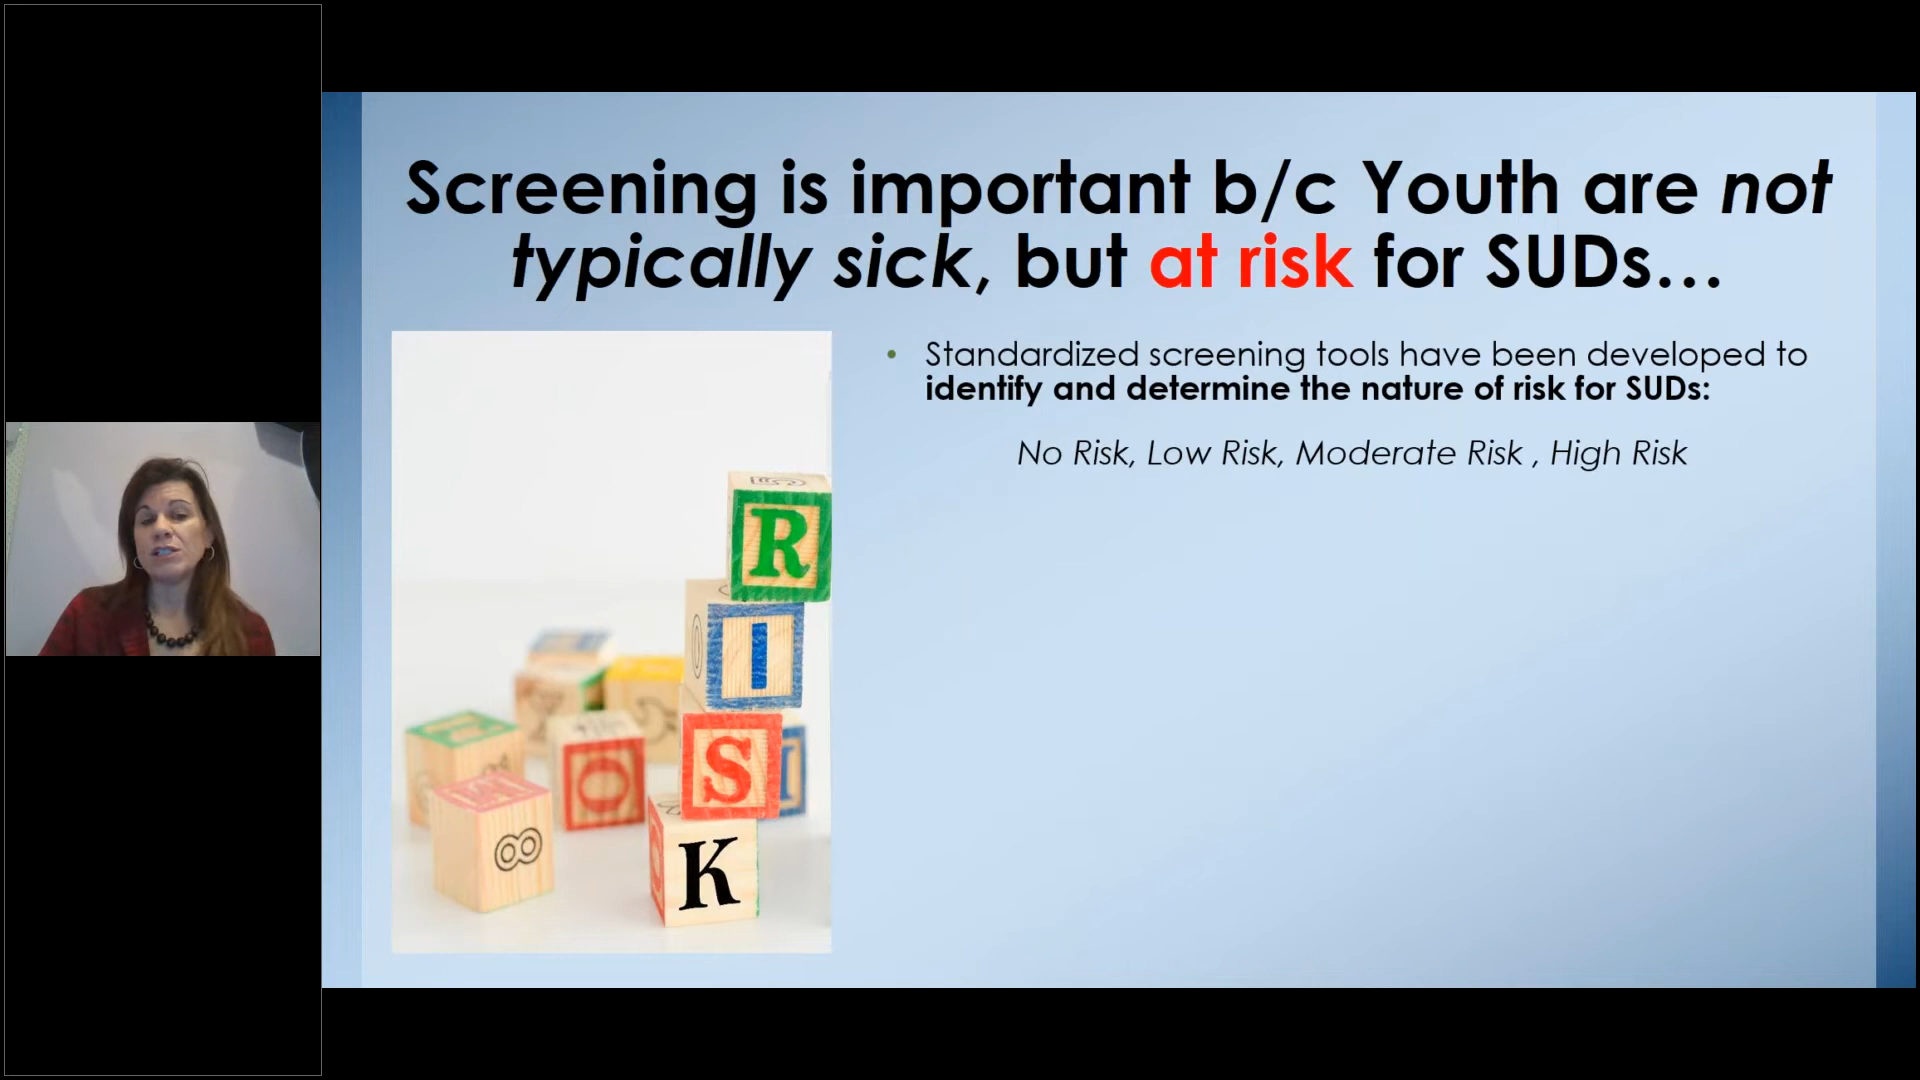 Screening is important b/c Youth are not
typically sick, but at risk for SUDs...
• Standardized screening tools have been developed to
identify and determine the nature of risk for SUDs:
No Risk, Low Risk, Moderate Risk , High Risk
R
I
S
K
O
8